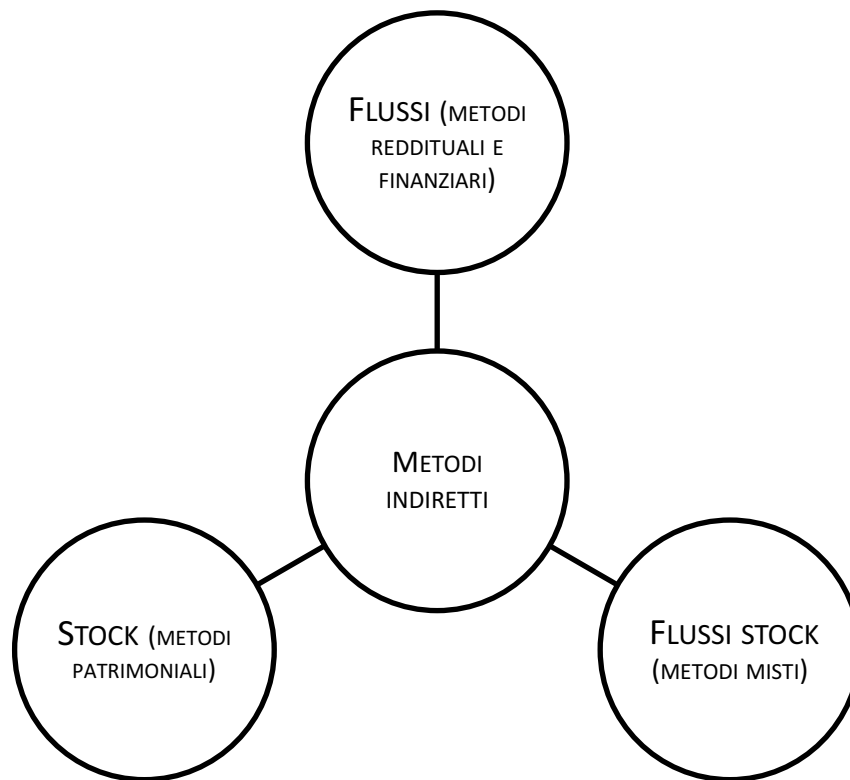 FLUSSI (METODI
REDDITUALI E
FINANZIARI)
METODI
INDIRETTI
STOCK (METODI
PATRIMONIALI)
FLUSSI STOCK
(METODI MISTI)